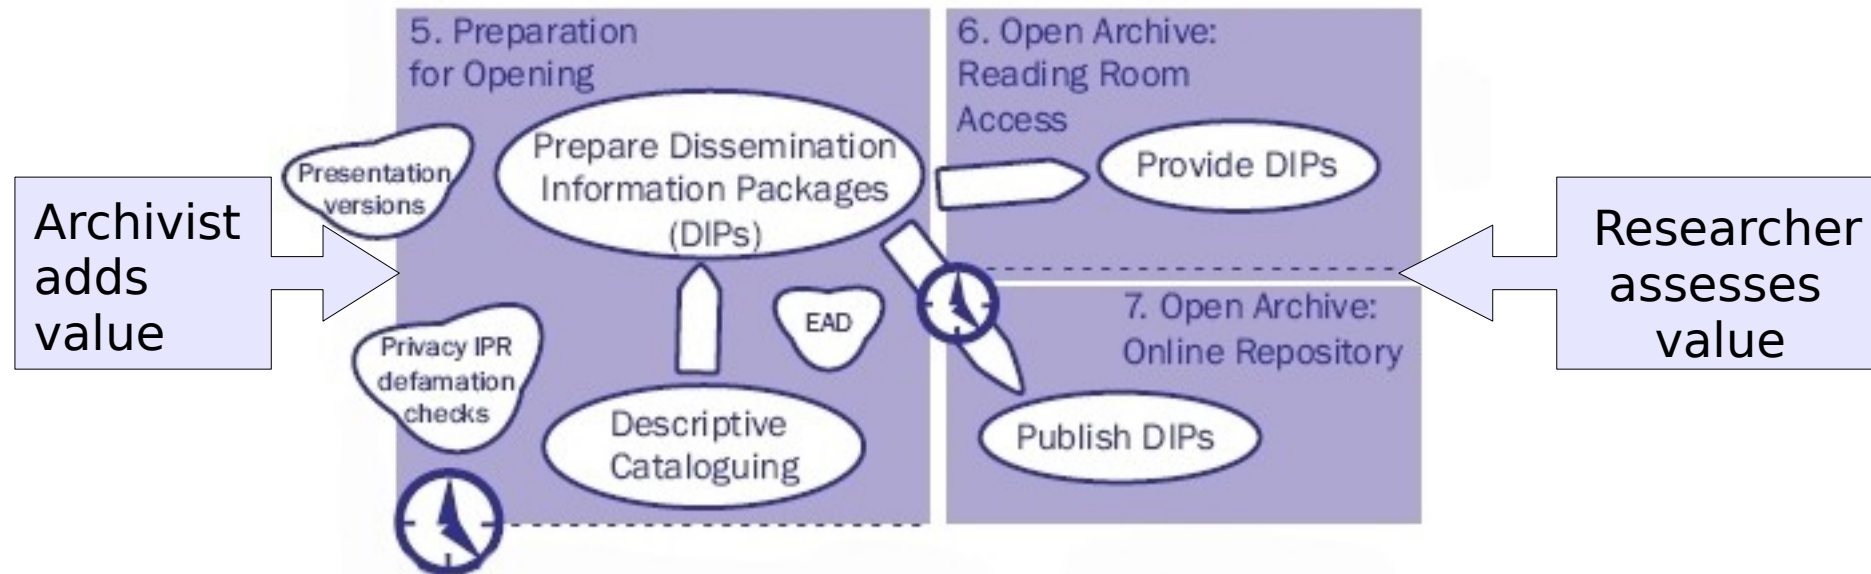 Archivist
adds
value
5. Preparation
for Opening
Presentation
versions
Prepare Dissemination
Information Packages
(DIPs)
Privacy IPR
defamation
checks
EAD
Descriptive
Cataloguing
6. Open Archive:
Reading Room
Access
Provide DIPs
7. Open Archive:
Online Repository
Publish DIPs
Researcher
assesses
value